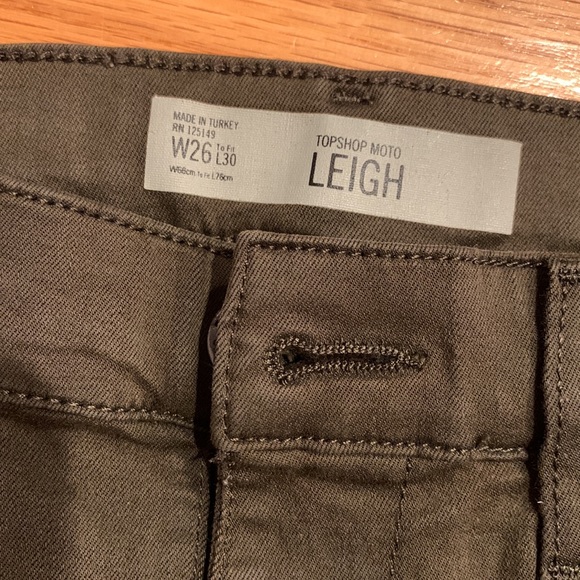 MADE IN TURKEY
RN 125149
W26 To Fit L30
W66cm To Fit L76cm
TOPSHOP MOTO
LEIGH